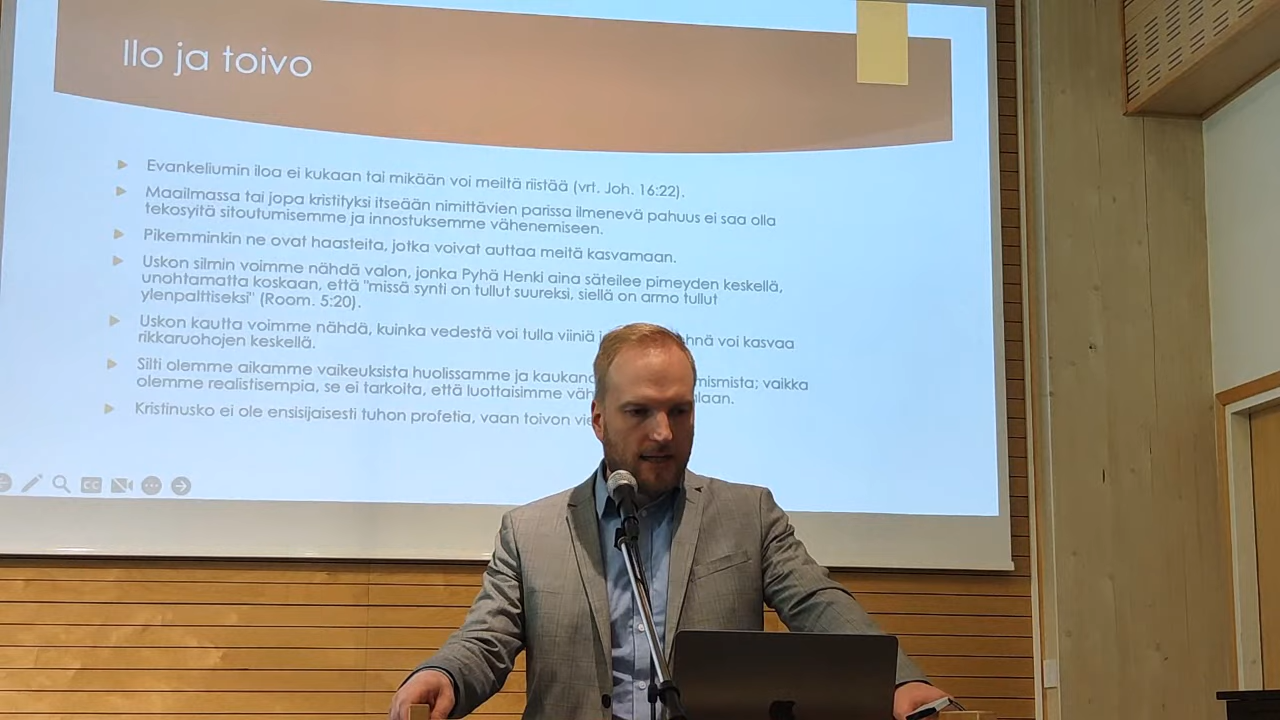 Ilo ja toivo
Evankeliumin iloa ei kukaan tai mikään voi meiltä riistää (vrt. Joh. 16:22).
Maailmassa tai jopa kristityksi itseään nimittävien parissa ilmenevä pahuus ei saa olla
tekosyitä sitoutumisemme ja innostuksemme vähenemiseen.
Pikemminkin ne ovat haasteita, jotka voivat auttaa meitä kasvamaan.
Uskon silmin voimme nähdä valon, jonka Pyhä Henki aina säteilee pimeyden keskellä,
unohtamatta koskaan, että "missä synti on tullut suureksi, siellä on armo tullut
ylenpalttiseksi" (Room. 5:20).
Uskon kautta voimme nähdä, kuinka vedestä voi tulla viiniä voi kasvaa
rikkaruohojen keskellä.
Silti olemme aikamme vaikeuksista huolissamme ja vaikka
olemme realistisempia, se ei tarkoita, että luottaisimme
Kristinusko ei ole ensisijaisesti tuhon profetia, vaan toivon
CC